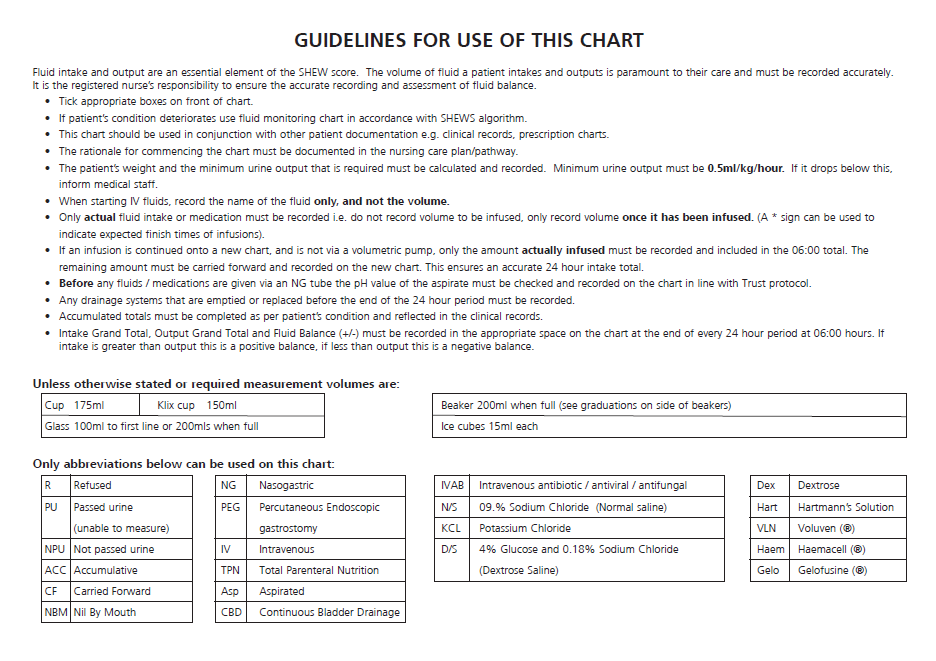 GUIDELINES FOR USE OF THIS CHART
Fluid intake and output are an essential element of the SHEW score. The volume of fluid a patient intakes and outputs is paramount to their care and must be recorded accurately.
It is the registered nurse's responsibility to ensure the accurate recording and assessment of fluid balance.
• Tick appropriate boxes on front of chart.
• If patient's condition deteriorates use fluid monitoring chart in accordance with SHEWS algorithm.
• This chart should be used in conjunction with other patient documentation e.g. clinical records, prescription charts.
• The rationale for commencing the chart must be documented in the nursing care plan/pathway.
• The patient's weight and the minimum urine output that is required must be calculated and recorded. Minimum urine output must be 0.5ml/kg/hour. If it drops below this,
inform medical staff.
• When starting IV fluids, record the name of the fluid only, and not the volume.
• Only actual fluid intake or medication must be recorded i.e. do not record volume to be infused, only record volume once it has been infused. (A * sign can be used to
indicate expected finish times of infusions).
• If an infusion is continued onto a new chart, and is not via a volumetric pump, only the amount actually infused must be recorded and included in the 06:00 total. The
remaining amount must be carried forward and recorded on the new chart. This ensures an accurate 24 hour intake total.
• Before any fluids / medications are given via an NG tube the pH value of the aspirate must be checked and recorded on the chart in line with Trust protocol.
• Any drainage systems that are emptied or replaced before the end of the 24 hour period must be recorded.
• Accumulated totals must be completed as per patient's condition and reflected in the clinical records.
• Intake Grand Total, Output Grand Total and Fluid Balance (+/-) must be recorded in the appropriate space on the chart at the end of every 24 hour period at 06:00 hours. If
intake is greater than output this is a positive balance, if less than output this is a negative balance.
Unless otherwise stated or required measurement volumes are:
Cup 175ml Klix cup 150ml
Glass 100ml to first line or 200mls when full
Beaker 200ml when full (see graduations on side of beakers)
Ice cubes 15ml each
Only abbreviations below can be used on this chart:
R Refused
PU Passed urine
(unable to measure)
NPU Not passed urine
ACC Accumulative
CF Carried Forward
NBM Nil By Mouth
NG Nasogastric
PEG Percutaneous Endoscopic
gastrostomy
IV Intravenous
TPN Total Parenteral Nutrition
Asp Aspirated
CBD Continuous Bladder Drainage
IVAB Intravenous antibiotic / antiviral / antifungal
N/S 09.% Sodium Chloride (Normal saline)
KCL Potassium Chloride
D/S 4% Glucose and 0.18% Sodium Chloride
(Dextrose Saline)
Dex Dextrose
Hart Hartmann's Solution
VLN Voluven (®)
Haem Haemacell (®)
Gelo Gelofusine (®)